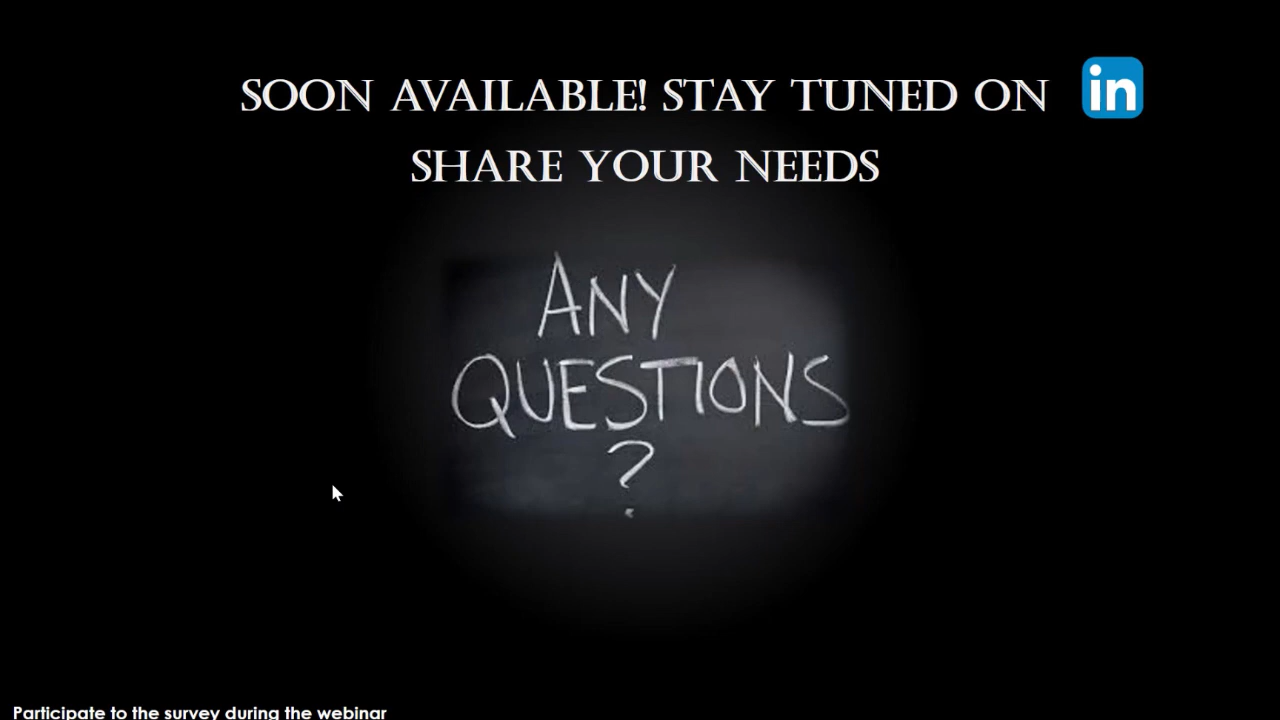 SOON AVAILABLE! STAY TUNED ON in
SHARE YOUR NEEDS
ANY
QUESTIONS
?
Participate to the survey during the webinar